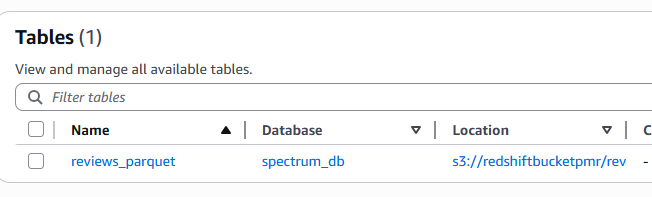 Tables (1)
View and manage all available tables.
Filter tables
Name Database Location C
reviews_parquet spectrum_db s3://redshiftbucketpmr/rev -